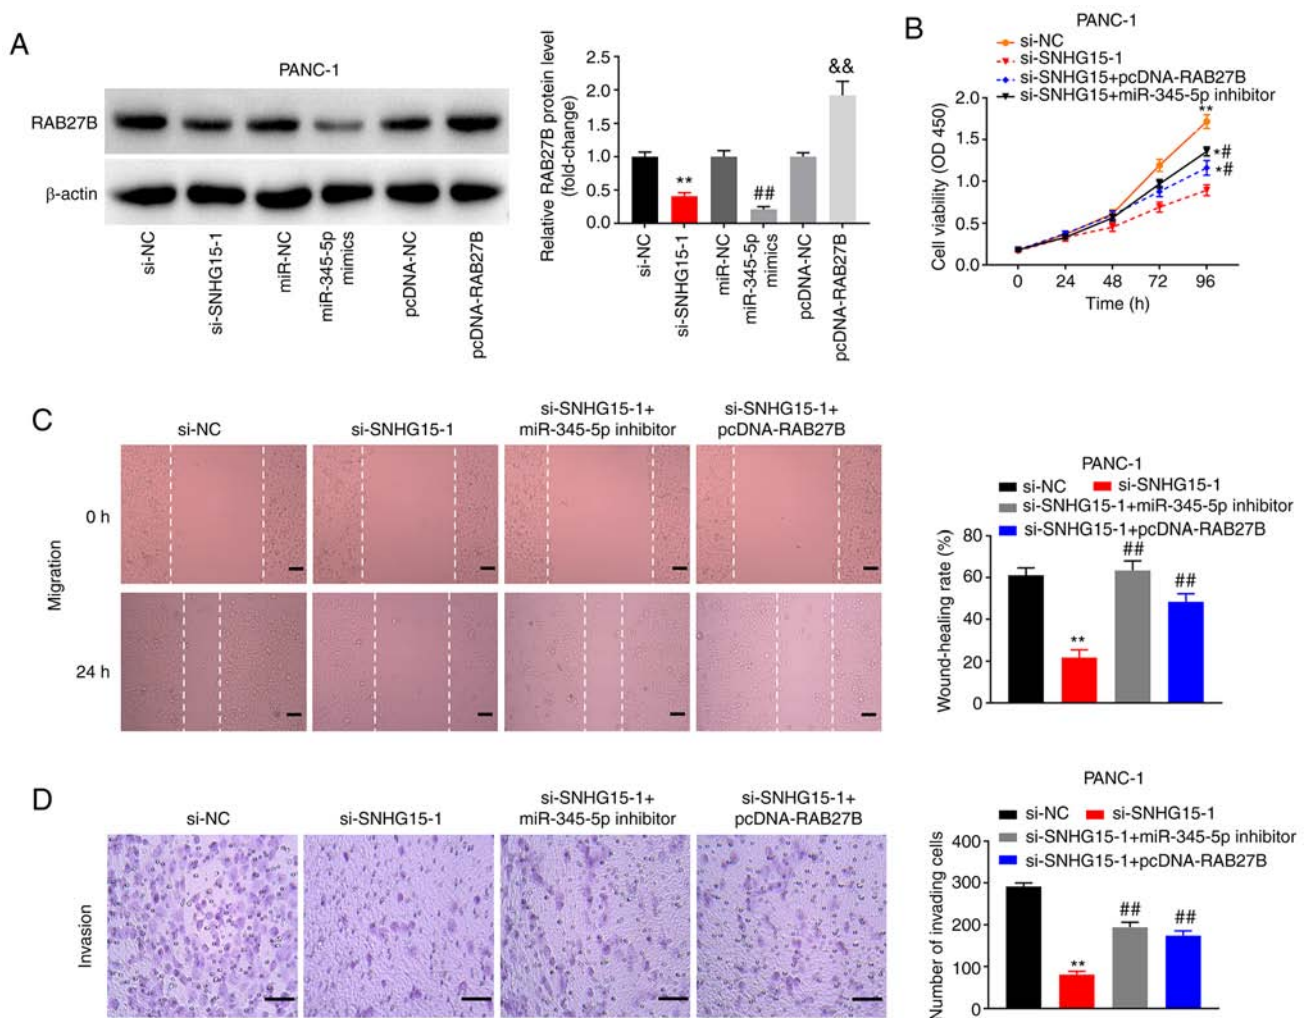 A
PANC-1
RAB27B
β-actin
si-NC
si-SNHG15-1
miR-NC
miR-345-5p
mimics
pcDNA-NC
pcDNA-RAB27B
Relative RAB27B protein level
(fold-change)
2.5
2.0
1.5
1.0
0.5
0.0
**
##
&&
si-NC
si-SNHG15-1
miR-NC
miR-345-5p
mimics
pcDNA-NC
pcDNA-RAB27B
B
PANC-1
si-NC
si-SNHG15-1
si-SNHG15+pcDNA-RAB27B
si-SNHG15+miR-345-5p inhibitor
Cell viability (OD 450)
2.0
1.5
1.0
0.5
0.0
**
*#
*#
0 24 48 72 96
Time (h)
C
si-NC
si-SNHG15-1
si-SNHG15-1+
miR-345-5p inhibitor
si-SNHG15-1+
pcDNA-RAB27B
Migration
0 h
24 h
PANC-1
si-NC si-SNHG15-1
si-SNHG15-1+miR-345-5p inhibitor
si-SNHG15-1+pcDNA-RAB27B
Wound-healing rate (%)
80
60
40
20
0
**
##
##
D
si-NC
si-SNHG15-1
si-SNHG15-1+
miR-345-5p inhibitor
si-SNHG15-1+
pcDNA-RAB27B
Invasion
PANC-1
si-NC si-SNHG15-1
si-SNHG15-1+miR-345-5p inhibitor
si-SNHG15-1+pcDNA-RAB27B
Number of invading cells
400
300
200
100
0
**
##
##